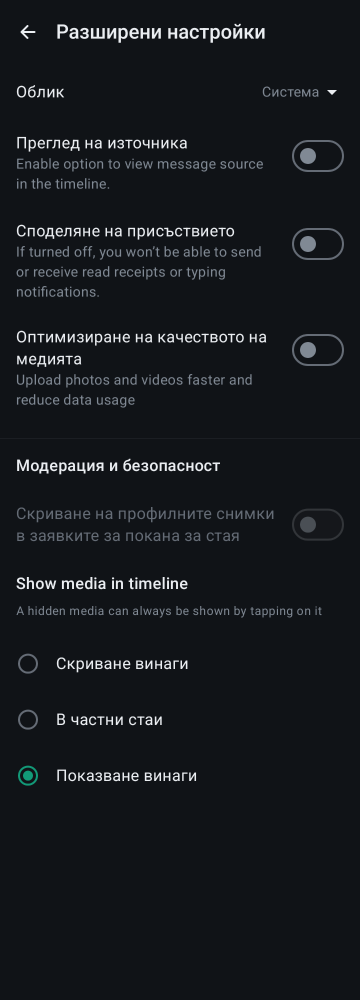 Разширени настройки
Облик
Система
Преглед на източника
Enable option to view message source
in the timeline.
Споделяне на присъствието
If turned off, you won't be able to send
or receive read receipts or typing
notifications.
Оптимизиране на качеството на
медията
Upload photos and videos faster and
reduce data usage
Модерация и безопасност
Скриване на профилните снимки
в заявките за покана за стая
Show media in timeline
A hidden media can always be shown by tapping on it
Скриване винаги
В частни стаи
Показване винаги